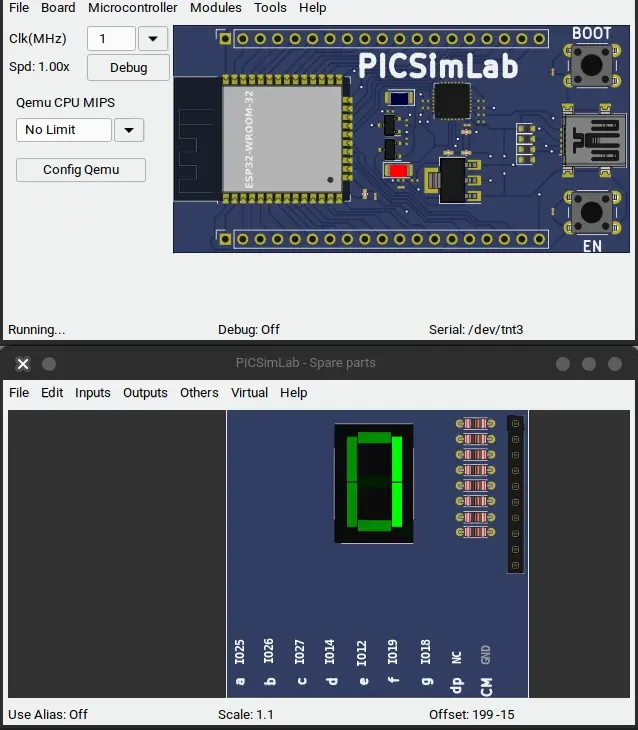 File Board Microcontroller Modules Tools Help
Clk(MHz) 1
BOOT
Spd: 1.00x Debug
PICSimLab
Qemu CPU MIPS
No Limit
ESP32-WROOM-32
Config Qemu
EN
Running... Debug: Off Serial: /dev/tnt3
PICSimLab - Spare parts
File Edit Inputs Outputs Others Virtual Help
a IO25
b IO26
c IO27
d IO14
e IO12
f IO19
g IO18
dp NC
CM GND
Use Alias: Off Scale: 1.1 Offset: 199 -15